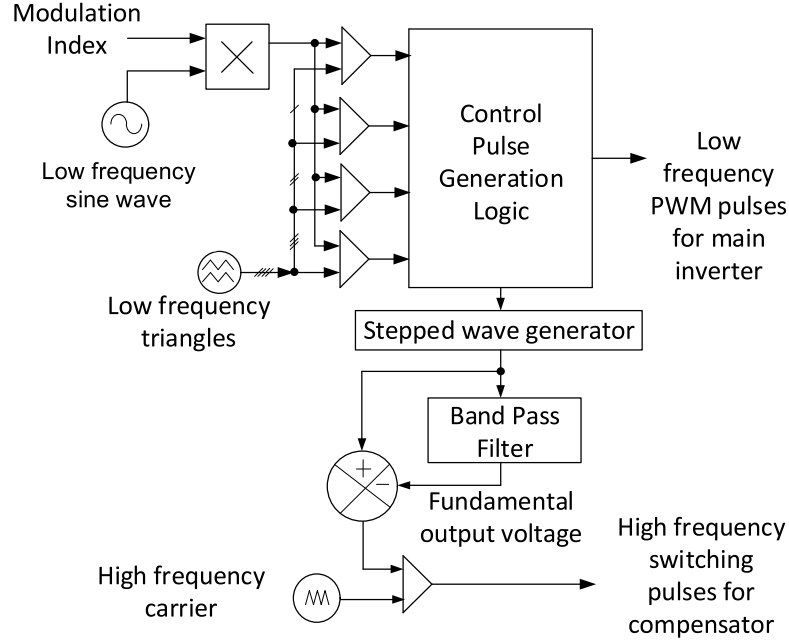 Modulation
Index
Low frequency
sine wave
Low frequency
triangles
Control
Pulse
Generation
Logic
Low
frequency
PWM pulses
for main
inverter
Stepped wave generator
Band Pass
Filter
+
−
Fundamental
output voltage
High frequency
carrier
High frequency
switching
pulses for
compensator